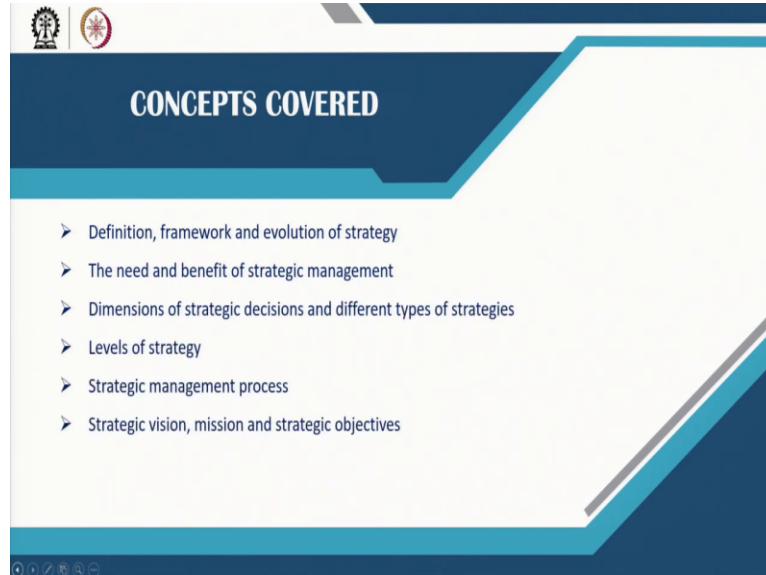 CONCEPTS COVERED
➤ Definition, framework and evolution of strategy
➤ The need and benefit of strategic management
➤ Dimensions of strategic decisions and different types of strategies
➤ Levels of strategy
➤ Strategic management process
➤ Strategic vision, mission and strategic objectives